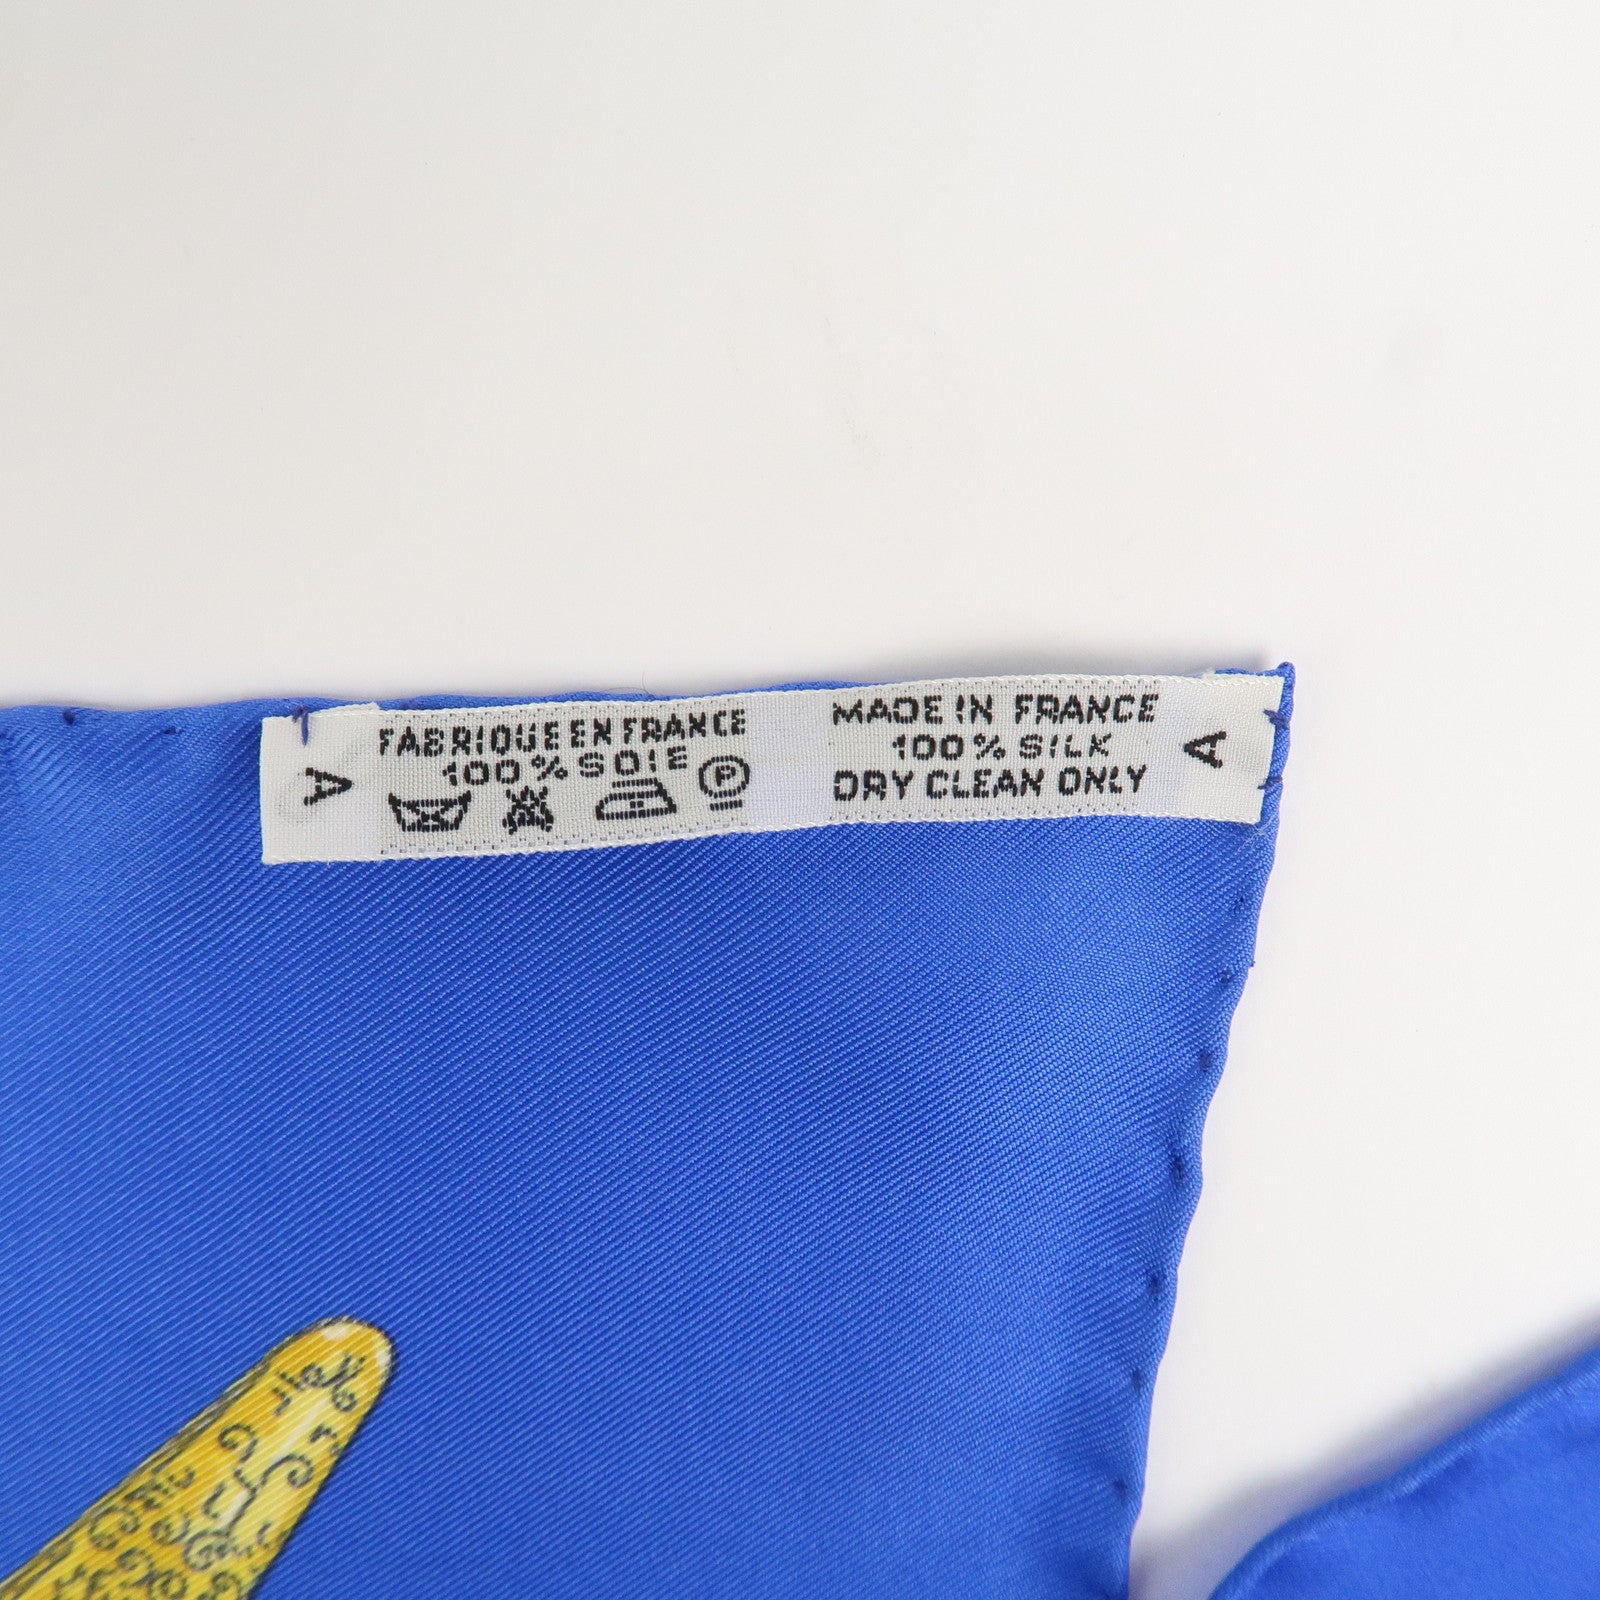 FABRIQUE EN FRANCE
100% SOIE
P
A
MADE IN FRANCE
100% SILK
DRY CLEAN ONLY
A